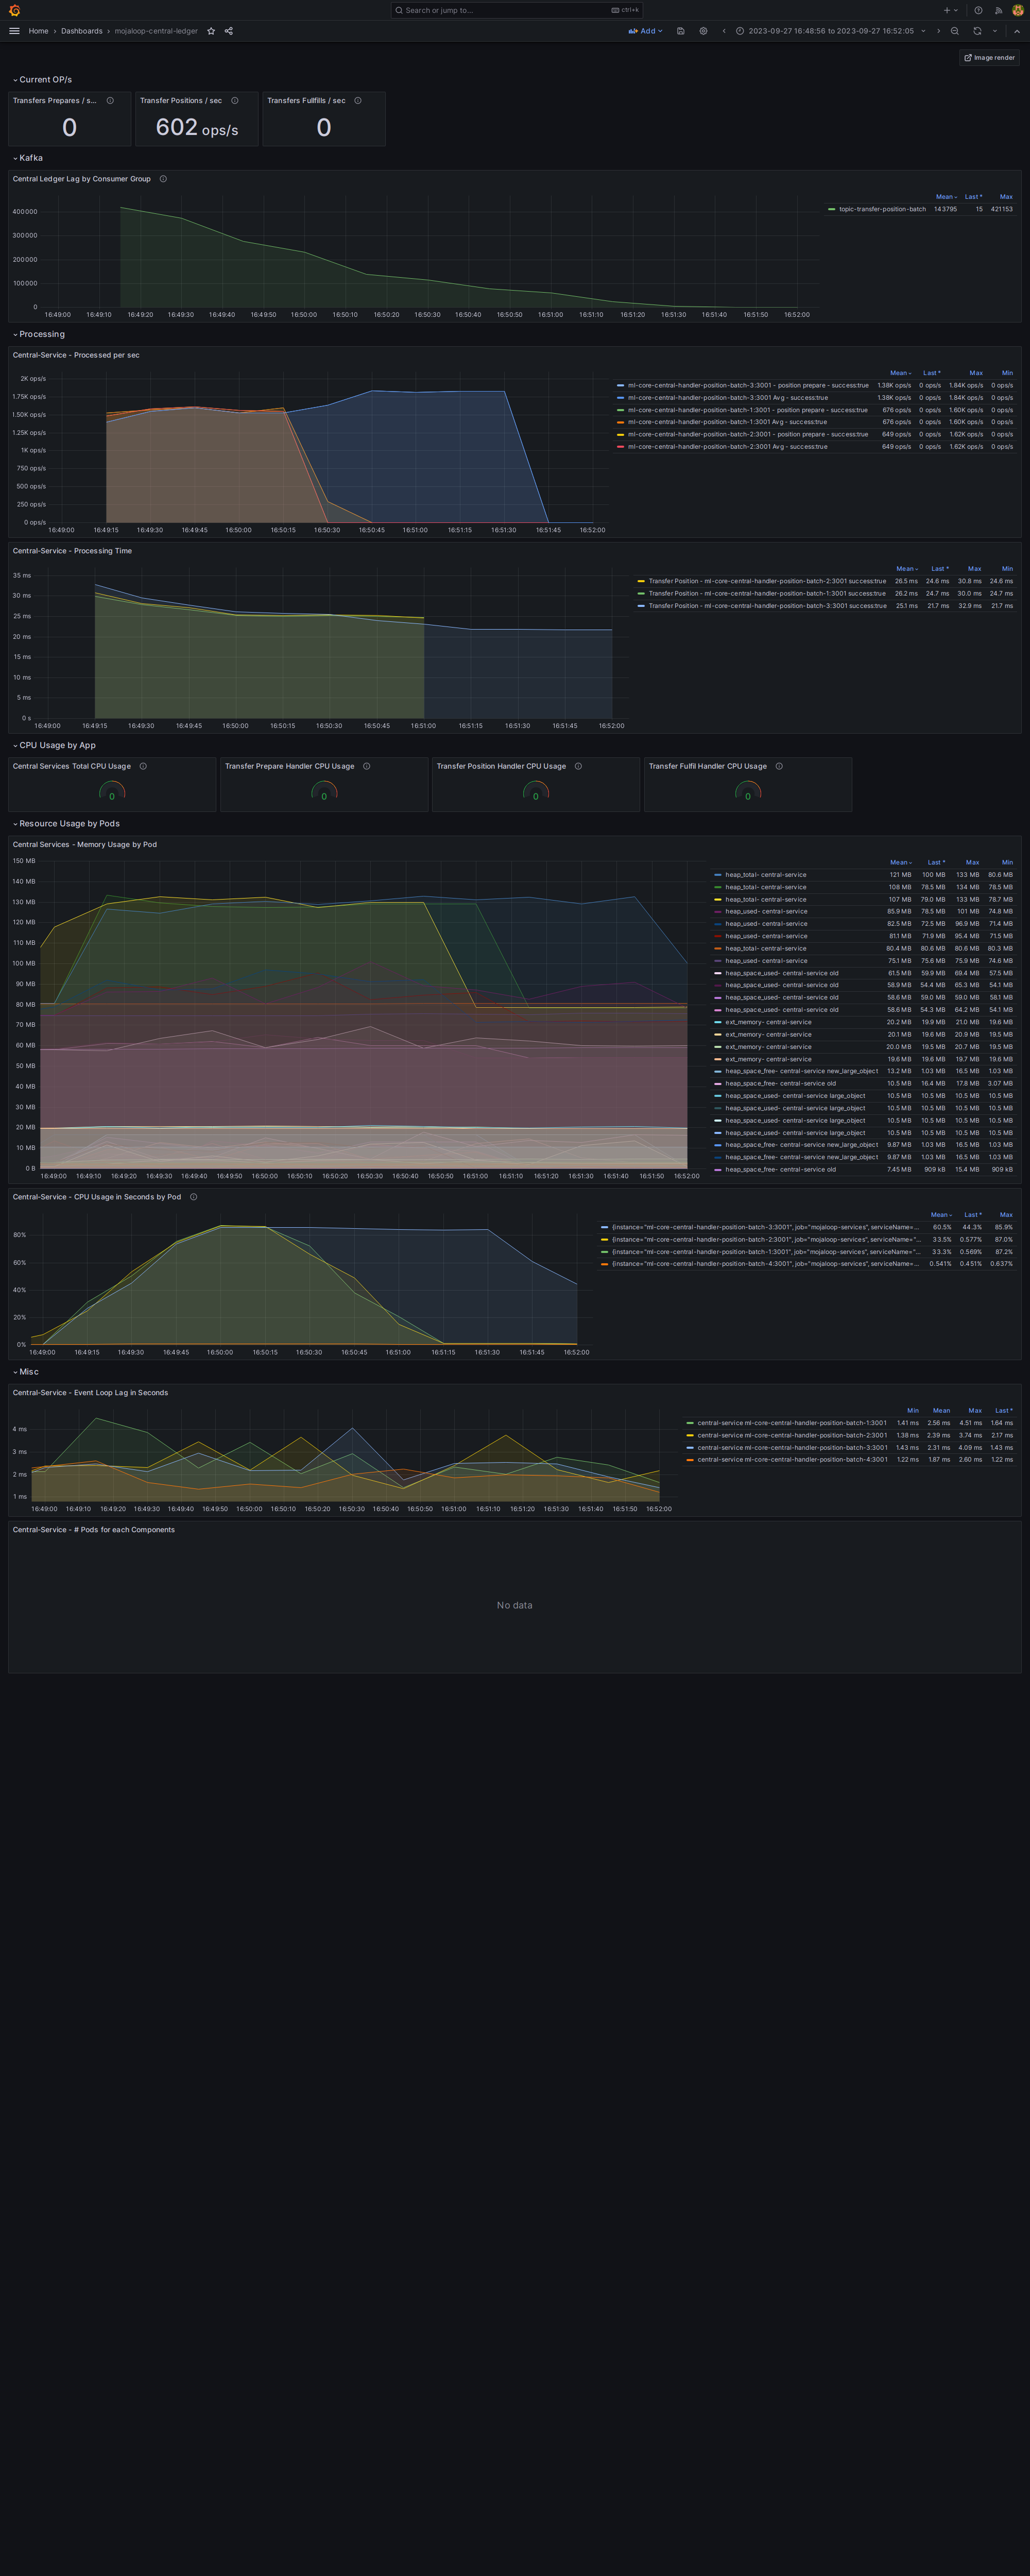 Search or jump to...
ctrl+k
Home › Dashboards › mojaloop-central-ledger
Add
2023-09-27 16:48:56 to 2023-09-27 16:52:05
Image render
Current OP/s
Transfers Prepares / s...
Transfer Positions / sec
Transfers Fullfills / sec
0
602 ops/s
0
Kafka
Central Ledger Lag by Consumer Group
Mean Last * Max
topic-transfer-position-batch 143795 15 421153
400000
300000
200000
100000
0
16:49:00 16:49:10 16:49:20 16:49:30 16:49:40 16:49:50 16:50:00 16:50:10 16:50:20 16:50:30 16:50:40 16:50:50 16:51:00 16:51:10 16:51:20 16:51:30 16:51:40 16:51:50 16:52:00
Processing
Central-Service - Processed per sec
2K ops/s
1.75K ops/s
1.50K ops/s
1.25K ops/s
1K ops/s
750 ops/s
500 ops/s
250 ops/s
0 ops/s
16:49:00 16:49:15 16:49:30 16:49:45 16:50:00 16:50:15 16:50:30 16:50:45 16:51:00 16:51:15 16:51:30 16:51:45 16:52:00
Mean Last * Max Min
ml-core-central-handler-position-batch-3:3001 - position prepare - success:true 1.38K ops/s 0 ops/s 1.84K ops/s 0 ops/s
ml-core-central-handler-position-batch-3:3001 Avg - success:true 1.38K ops/s 0 ops/s 1.84K ops/s 0 ops/s
ml-core-central-handler-position-batch-1:3001 - position prepare - success:true 676 ops/s 0 ops/s 1.60K ops/s 0 ops/s
ml-core-central-handler-position-batch-1:3001 Avg - success:true 676 ops/s 0 ops/s 1.60K ops/s 0 ops/s
ml-core-central-handler-position-batch-2:3001 - position prepare - success:true 649 ops/s 0 ops/s 1.62K ops/s 0 ops/s
ml-core-central-handler-position-batch-2:3001 Avg - success:true 649 ops/s 0 ops/s 1.62K ops/s 0 ops/s
Central-Service - Processing Time
35 ms
30 ms
25 ms
20 ms
15 ms
10 ms
5 ms
0 s
16:49:00 16:49:15 16:49:30 16:49:45 16:50:00 16:50:15 16:50:30 16:50:45 16:51:00 16:51:15 16:51:30 16:51:45 16:52:00
Mean Last * Max Min
Transfer Position - ml-core-central-handler-position-batch-2:3001 success:true 26.5 ms 24.6 ms 30.8 ms 24.6 ms
Transfer Position - ml-core-central-handler-position-batch-1:3001 success:true 26.2 ms 24.7 ms 30.0 ms 24.7 ms
Transfer Position - ml-core-central-handler-position-batch-3:3001 success:true 25.1 ms 21.7 ms 32.9 ms 21.7 ms
CPU Usage by App
Central Services Total CPU Usage
Transfer Prepare Handler CPU Usage
Transfer Position Handler CPU Usage
Transfer Fulfil Handler CPU Usage
0
0
0
0
Resource Usage by Pods
Central Services - Memory Usage by Pod
150 MB
140 MB
130 MB
120 MB
110 MB
100 MB
90 MB
80 MB
70 MB
60 MB
50 MB
40 MB
30 MB
20 MB
10 MB
0 B
16:49:00 16:49:10 16:49:20 16:49:30 16:49:40 16:49:50 16:50:00 16:50:10 16:50:20 16:50:30 16:50:40 16:50:50 16:51:00 16:51:10 16:51:20 16:51:30 16:51:40 16:51:50 16:52:00
Mean Last * Max Min
heap_total- central-service 121 MB 100 MB 133 MB 80.6 MB
heap_total- central-service 108 MB 78.5 MB 134 MB 78.5 MB
heap_total- central-service 107 MB 79.0 MB 133 MB 78.7 MB
heap_used- central-service 85.9 MB 78.5 MB 101 MB 74.8 MB
heap_used- central-service 82.5 MB 72.5 MB 96.9 MB 71.4 MB
heap_used- central-service 81.1 MB 71.9 MB 95.4 MB 71.5 MB
heap_total- central-service 80.4 MB 80.6 MB 80.6 MB 80.3 MB
heap_used- central-service 75.1 MB 75.6 MB 75.9 MB 74.6 MB
heap_space_used- central-service old 61.5 MB 59.9 MB 69.4 MB 57.5 MB
heap_space_used- central-service old 58.9 MB 54.4 MB 65.3 MB 54.1 MB
heap_space_used- central-service old 58.6 MB 59.0 MB 59.0 MB 58.1 MB
heap_space_used- central-service old 58.6 MB 54.3 MB 64.2 MB 54.1 MB
ext_memory- central-service 20.2 MB 19.9 MB 21.0 MB 19.6 MB
ext_memory- central-service 20.1 MB 19.6 MB 20.9 MB 19.5 MB
ext_memory- central-service 20.0 MB 19.5 MB 20.7 MB 19.5 MB
ext_memory- central-service 19.6 MB 19.6 MB 19.7 MB 19.6 MB
heap_space_free- central-service new_large_object 13.2 MB 1.03 MB 16.5 MB 1.03 MB
heap_space_free- central-service old 10.5 MB 16.4 MB 17.8 MB 3.07 MB
heap_space_used- central-service large_object 10.5 MB 10.5 MB 10.5 MB 10.5 MB
heap_space_used- central-service large_object 10.5 MB 10.5 MB 10.5 MB 10.5 MB
heap_space_used- central-service large_object 10.5 MB 10.5 MB 10.5 MB 10.5 MB
heap_space_used- central-service large_object 10.5 MB 10.5 MB 10.5 MB 10.5 MB
heap_space_free- central-service new_large_object 9.87 MB 1.03 MB 16.5 MB 1.03 MB
heap_space_free- central-service new_large_object 9.87 MB 1.03 MB 16.5 MB 1.03 MB
heap_space_free- central-service old 7.45 MB 909 kB 15.4 MB 909 kB
Central-Service - CPU Usage in Seconds by Pod
80%
60%
40%
20%
0%
16:49:00 16:49:15 16:49:30 16:49:45 16:50:00 16:50:15 16:50:30 16:50:45 16:51:00 16:51:15 16:51:30 16:51:45 16:52:00
Mean Last * Max
{instance="ml-core-central-handler-position-batch-3:3001", job="mojaloop-services", serviceName=... 60.5% 44.3% 85.9%
{instance="ml-core-central-handler-position-batch-2:3001", job="mojaloop-services", serviceName="... 33.5% 0.577% 87.0%
{instance="ml-core-central-handler-position-batch-1:3001", job="mojaloop-services", serviceName="... 33.3% 0.569% 87.2%
{instance="ml-core-central-handler-position-batch-4:3001", job="mojaloop-services", serviceName=... 0.541% 0.451% 0.637%
Misc
Central-Service - Event Loop Lag in Seconds
4 ms
3 ms
2 ms
1 ms
16:49:00 16:49:10 16:49:20 16:49:30 16:49:40 16:49:50 16:50:00 16:50:10 16:50:20 16:50:30 16:50:40 16:50:50 16:51:00 16:51:10 16:51:20 16:51:30 16:51:40 16:51:50 16:52:00
Min Mean Max Last *
central-service ml-core-central-handler-position-batch-1:3001 1.41 ms 2.56 ms 4.51 ms 1.64 ms
central-service ml-core-central-handler-position-batch-2:3001 1.38 ms 2.39 ms 3.74 ms 2.17 ms
central-service ml-core-central-handler-position-batch-3:3001 1.43 ms 2.31 ms 4.09 ms 1.43 ms
central-service ml-core-central-handler-position-batch-4:3001 1.22 ms 1.87 ms 2.60 ms 1.22 ms
Central-Service - # Pods for each Components
No data